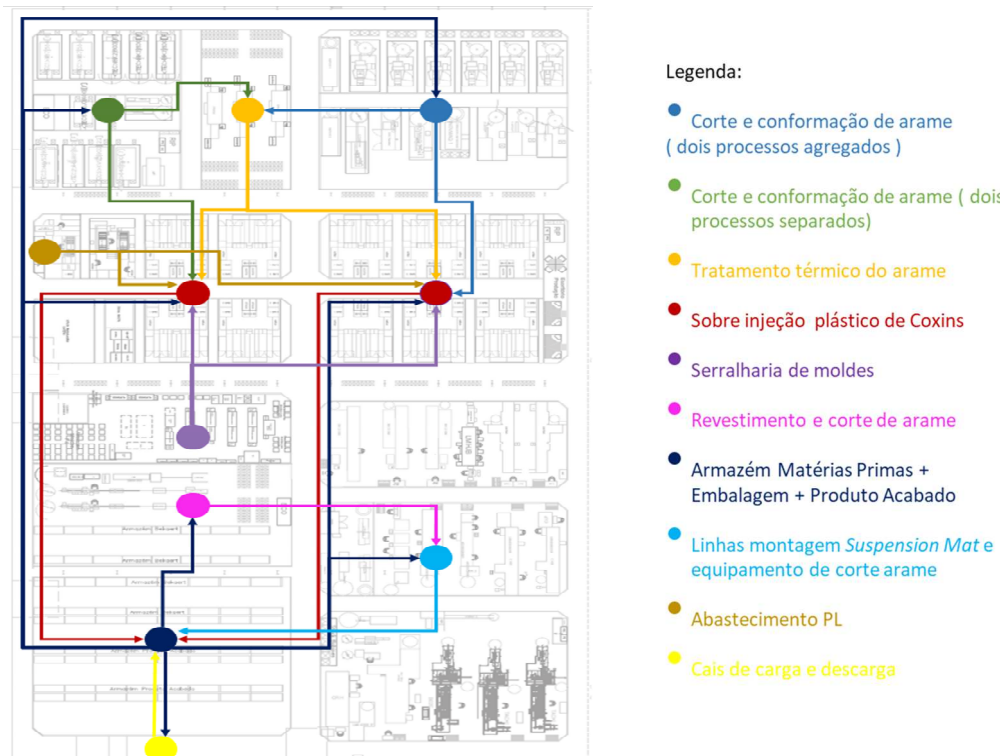 Legenda:
Corte e conformação de arame
( dois processos agregados )
Corte e conformação de arame ( dois
processos separados)
Tratamento térmico do arame
Sobre injeção plástico de Coxins
Serralharia de moldes
Revestimento e corte de arame
Armazém Matérias Primas +
Embalagem + Produto Acabado
Linhas montagem Suspension Mat e
equipamento de corte arame
Abastecimento PL
Cais de carga e descarga